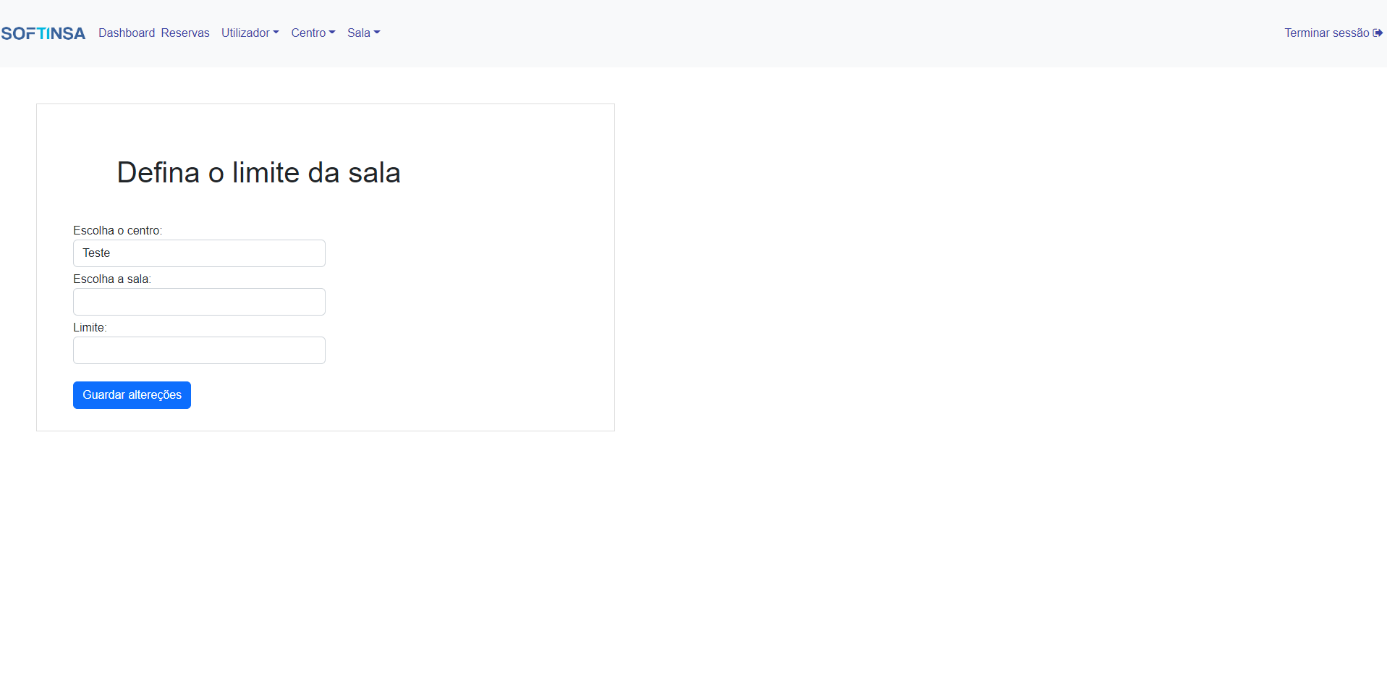 SOFTINSA Dashboard Reservas Utilizador Centro Sala Terminar sessão
Defina o limite da sala
Escolha o centro:
Teste
Escolha a sala:
Limite:
Guardar altereções